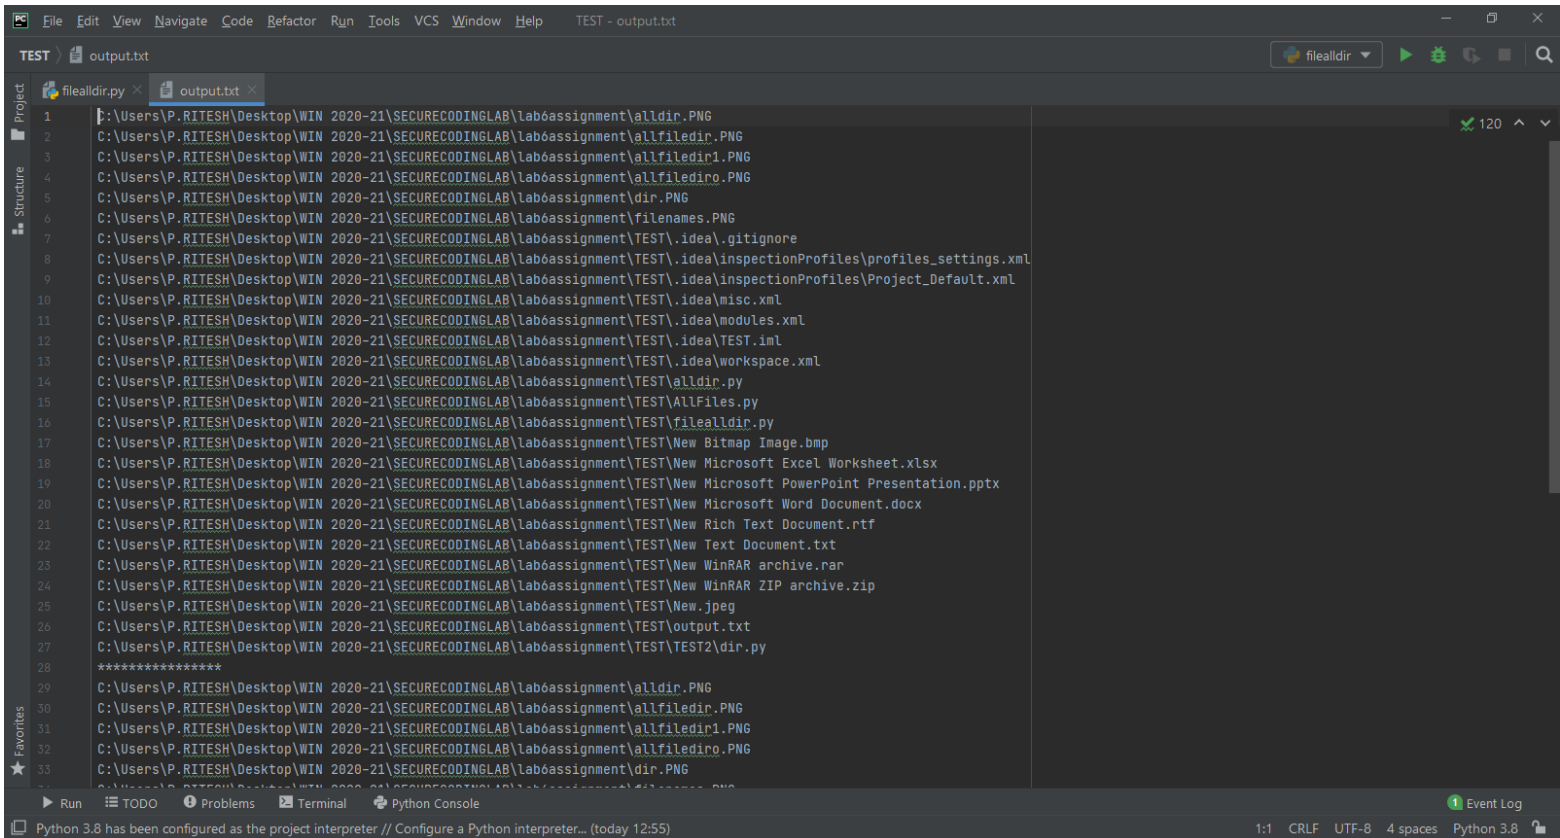 PC File Edit View Navigate Code Refactor Run Tools VCS Window Help TEST - output.txt
TEST output.txt filealldir
Project
filealldir.py output.txt
1 C:\Users\P.RITESH\Desktop\WIN 2020-21\SECURECODINGLAB\lab6assignment\alldir.PNG
120
2 C:\Users\P.RITESH\Desktop\WIN 2020-21\SECURECODINGLAB\lab6assignment\allfiledir.PNG
3 C:\Users\P.RITESH\Desktop\WIN 2020-21\SECURECODINGLAB\lab6assignment\allfiledir1.PNG
4 C:\Users\P.RITESH\Desktop\WIN 2020-21\SECURECODINGLAB\lab6assignment\allfilediro.PNG
Structure
5 C:\Users\P.RITESH\Desktop\WIN 2020-21\SECURECODINGLAB\lab6assignment\dir.PNG
6 C:\Users\P.RITESH\Desktop\WIN 2020-21\SECURECODINGLAB\lab6assignment\filenames.PNG
7 C:\Users\P.RITESH\Desktop\WIN 2020-21\SECURECODINGLAB\lab6assignment\TEST\.idea\.gitignore
8 C:\Users\P.RITESH\Desktop\WIN 2020-21\SECURECODINGLAB\lab6assignment\TEST\.idea\inspectionProfiles\profiles_settings.xml
9 C:\Users\P.RITESH\Desktop\WIN 2020-21\SECURECODINGLAB\lab6assignment\TEST\.idea\inspectionProfiles\Project_Default.xml
10 C:\Users\P.RITESH\Desktop\WIN 2020-21\SECURECODINGLAB\lab6assignment\TEST\.idea\misc.xml
11 C:\Users\P.RITESH\Desktop\WIN 2020-21\SECURECODINGLAB\lab6assignment\TEST\.idea\modules.xml
12 C:\Users\P.RITESH\Desktop\WIN 2020-21\SECURECODINGLAB\lab6assignment\TEST\.idea\TEST.iml
13 C:\Users\P.RITESH\Desktop\WIN 2020-21\SECURECODINGLAB\lab6assignment\TEST\.idea\workspace.xml
14 C:\Users\P.RITESH\Desktop\WIN 2020-21\SECURECODINGLAB\lab6assignment\TEST\alldir.py
15 C:\Users\P.RITESH\Desktop\WIN 2020-21\SECURECODINGLAB\lab6assignment\TEST\AllFiles.py
16 C:\Users\P.RITESH\Desktop\WIN 2020-21\SECURECODINGLAB\lab6assignment\TEST\filealldir.py
17 C:\Users\P.RITESH\Desktop\WIN 2020-21\SECURECODINGLAB\lab6assignment\TEST\New Bitmap Image.bmp
18 C:\Users\P.RITESH\Desktop\WIN 2020-21\SECURECODINGLAB\lab6assignment\TEST\New Microsoft Excel Worksheet.xlsx
19 C:\Users\P.RITESH\Desktop\WIN 2020-21\SECURECODINGLAB\lab6assignment\TEST\New Microsoft PowerPoint Presentation.pptx
20 C:\Users\P.RITESH\Desktop\WIN 2020-21\SECURECODINGLAB\lab6assignment\TEST\New Microsoft Word Document.docx
21 C:\Users\P.RITESH\Desktop\WIN 2020-21\SECURECODINGLAB\lab6assignment\TEST\New Rich Text Document.rtf
22 C:\Users\P.RITESH\Desktop\WIN 2020-21\SECURECODINGLAB\lab6assignment\TEST\New Text Document.txt
23 C:\Users\P.RITESH\Desktop\WIN 2020-21\SECURECODINGLAB\lab6assignment\TEST\New WinRAR archive.rar
24 C:\Users\P.RITESH\Desktop\WIN 2020-21\SECURECODINGLAB\lab6assignment\TEST\New WinRAR ZIP archive.zip
25 C:\Users\P.RITESH\Desktop\WIN 2020-21\SECURECODINGLAB\lab6assignment\TEST\New.jpeg
26 C:\Users\P.RITESH\Desktop\WIN 2020-21\SECURECODINGLAB\lab6assignment\TEST\output.txt
27 C:\Users\P.RITESH\Desktop\WIN 2020-21\SECURECODINGLAB\lab6assignment\TEST\TEST2\dir.py
28 ****************
29 C:\Users\P.RITESH\Desktop\WIN 2020-21\SECURECODINGLAB\lab6assignment\alldir.PNG
30 C:\Users\P.RITESH\Desktop\WIN 2020-21\SECURECODINGLAB\lab6assignment\allfiledir.PNG
31 C:\Users\P.RITESH\Desktop\WIN 2020-21\SECURECODINGLAB\lab6assignment\allfiledir1.PNG
32 C:\Users\P.RITESH\Desktop\WIN 2020-21\SECURECODINGLAB\lab6assignment\allfilediro.PNG
33 C:\Users\P.RITESH\Desktop\WIN 2020-21\SECURECODINGLAB\lab6assignment\dir.PNG
Favorites
Run TODO Problems Terminal Python Console 1 Event Log
Python 3.8 has been configured as the project interpreter // Configure a Python interpreter... (today 12:55) 1:1 CRLF UTF-8 4 spaces Python 3.8